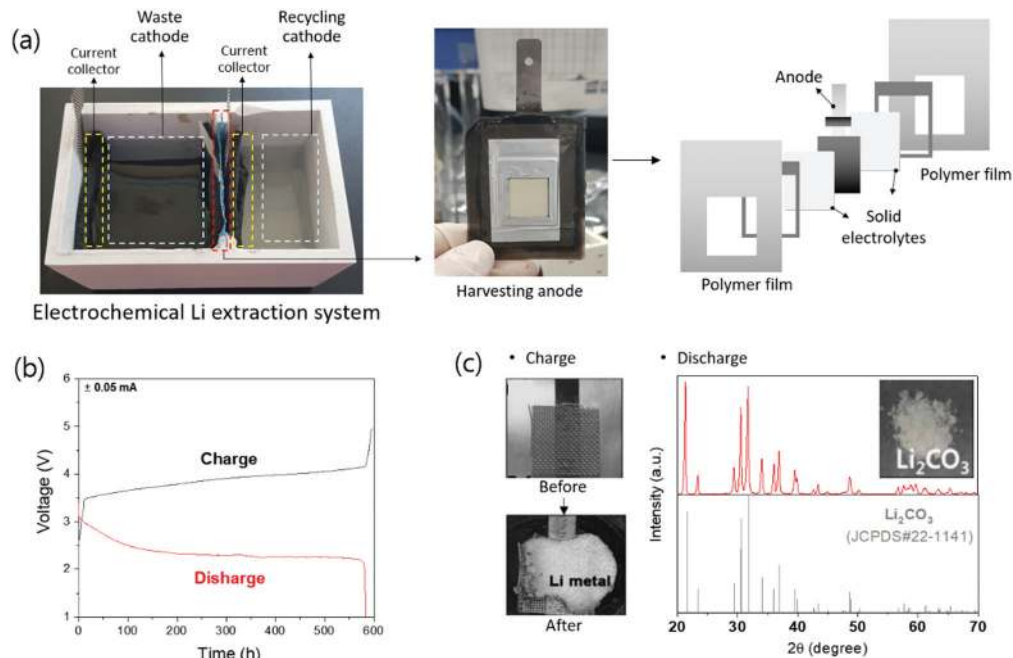 (a)
Waste
cathode
Recycling
cathode
Current
collector
Current
collector
Electrochemical Li extraction system
Harvesting anode
Anode
Polymer film
Solid
electrolytes
Polymer film
(b)
± 0.05 mA
Voltage (V)
6
5
4
3
2
1
Charge
Disharge
0 100 200 300 400 500 600
Time (h)
(c)
• Charge
Before
Li metal
After
• Discharge
Intensity (a.u.)
Li₂CO₃
Li₂CO₃
(JCPDS#22-1141)
20 30 40 50 60 70
2θ (degree)